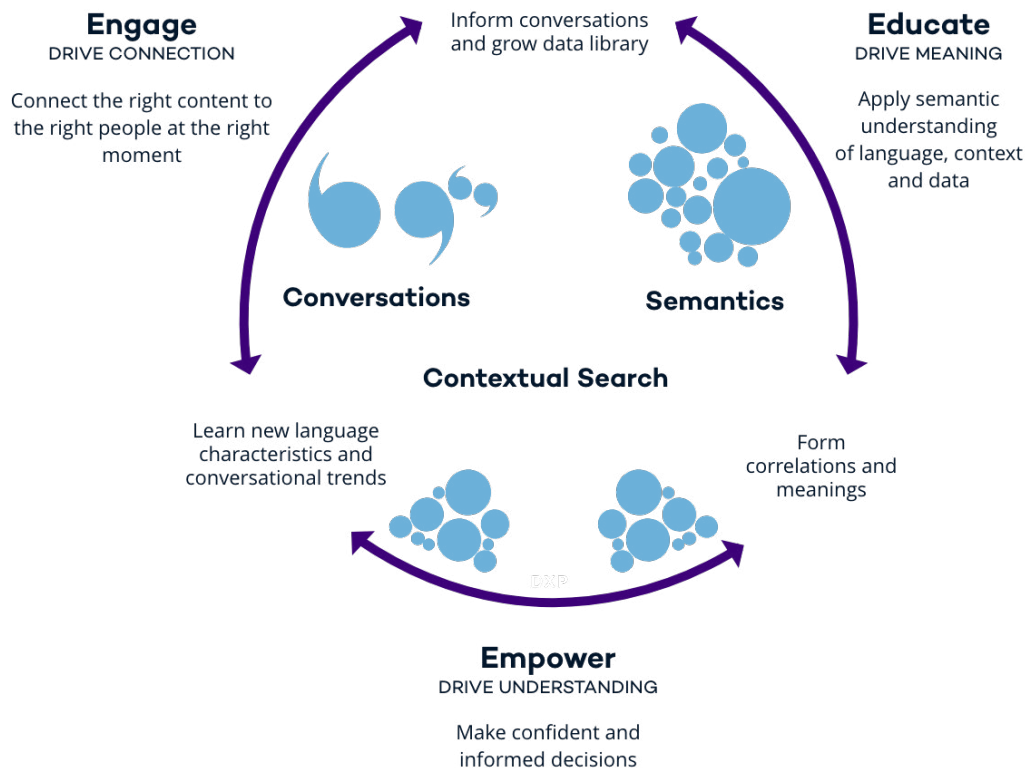 Engage
DRIVE CONNECTION
Connect the right content to
the right people at the right
moment
Inform conversations
and grow data library
Educate
DRIVE MEANING
Apply semantic
understanding
of language, context
and data
Conversations
Semantics
Contextual Search
Learn new language
characteristics and
conversational trends
Form
correlations and
meanings
DXP
Empower
DRIVE UNDERSTANDING
Make confident and
informed decisions